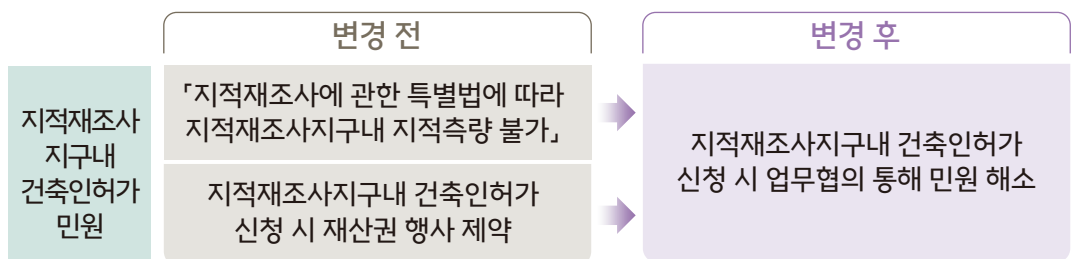 변경 전
변경 후
지적재조사
지구내
건축인허가
민원
「지적재조사에 관한 특별법에 따라
지적재조사지구내 지적측량 불가」
지적재조사지구내 건축인허가
신청 시 재산권 행사 제약
지적재조사지구내 건축인허가
신청 시 업무협의 통해 민원 해소